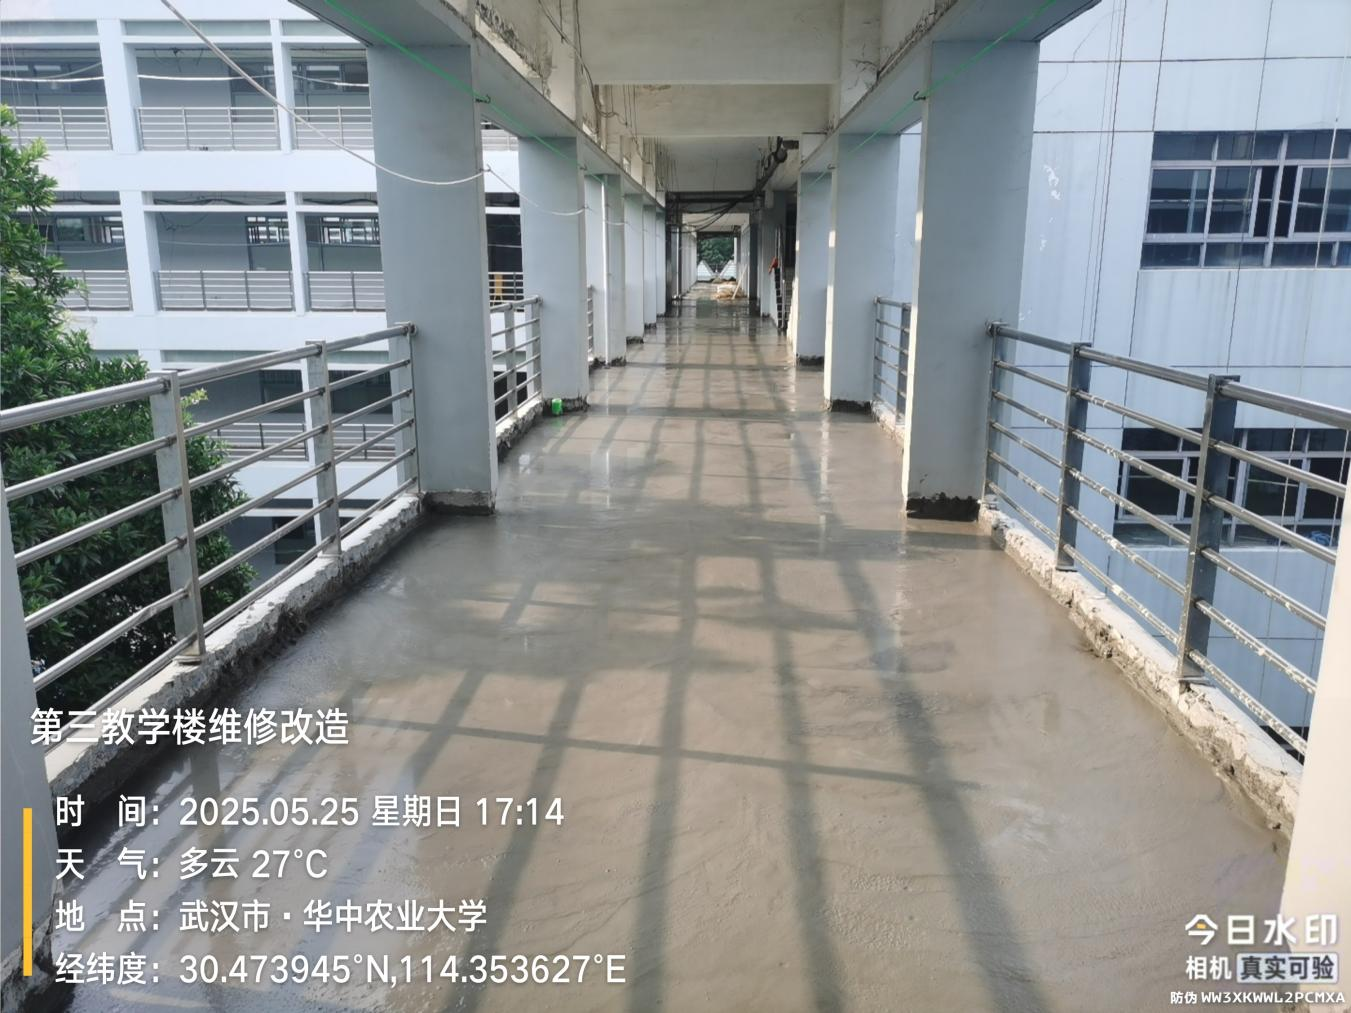 第三教学楼维修改造
时 间：2025.05.25 星期日 17:14
天 气：多云 27°C
地 点：武汉市·华中农业大学
经纬度：30.473945°N,114.353627°E
今日水印
相机 真实可验
防伪 WW3XKWWL2PCMXA